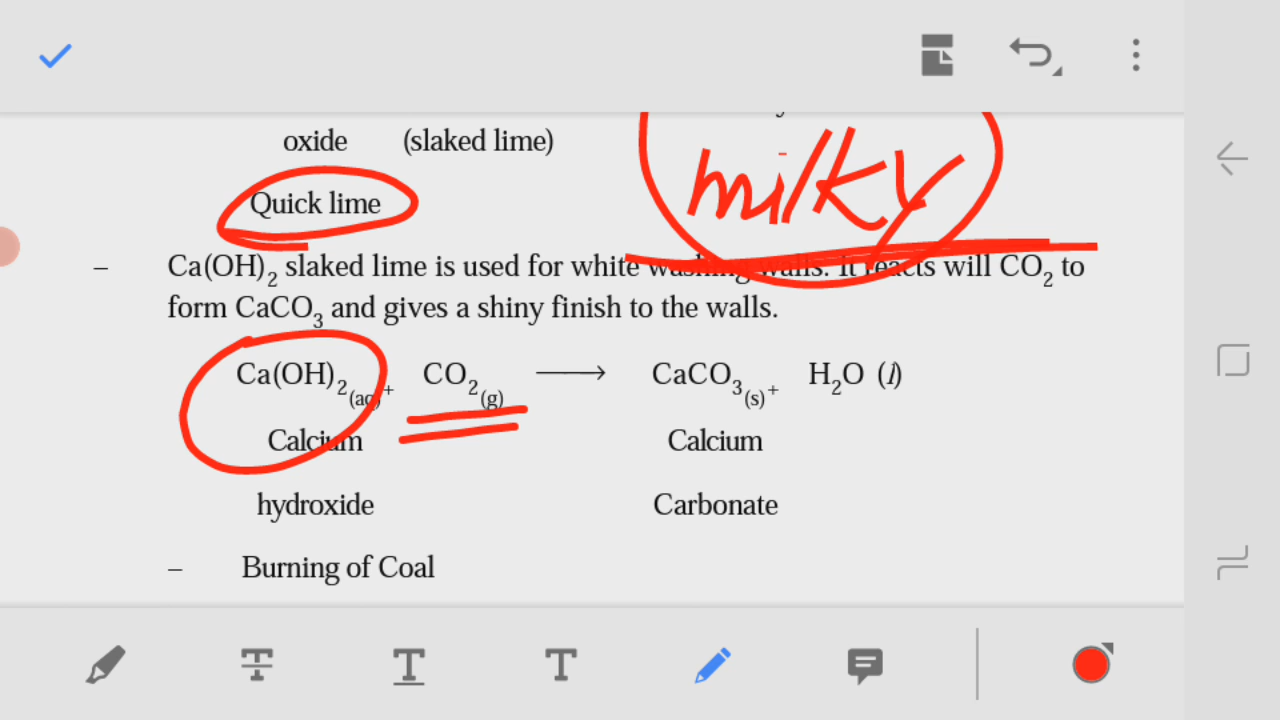 oxide (slaked lime)
milky
Quick lime
– Ca(OH)2 slaked lime is used for white washing walls. It reacts will CO2 to
form CaCO3 and gives a shiny finish to the walls.
Ca(OH)2(aq)+ CO2(g) ⟶ CaCO3(s)+ H2O (l)
Calcium Calcium
hydroxide Carbonate
– Burning of Coal